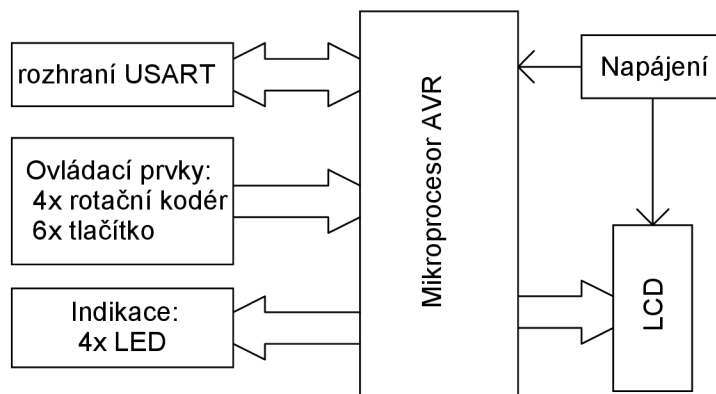 rozhraní USART
Ovládací prvky:
4x rotační kodér
6x tlačítko
Indikace:
4x LED
Mikroprocesor AVR
Napájení
LCD